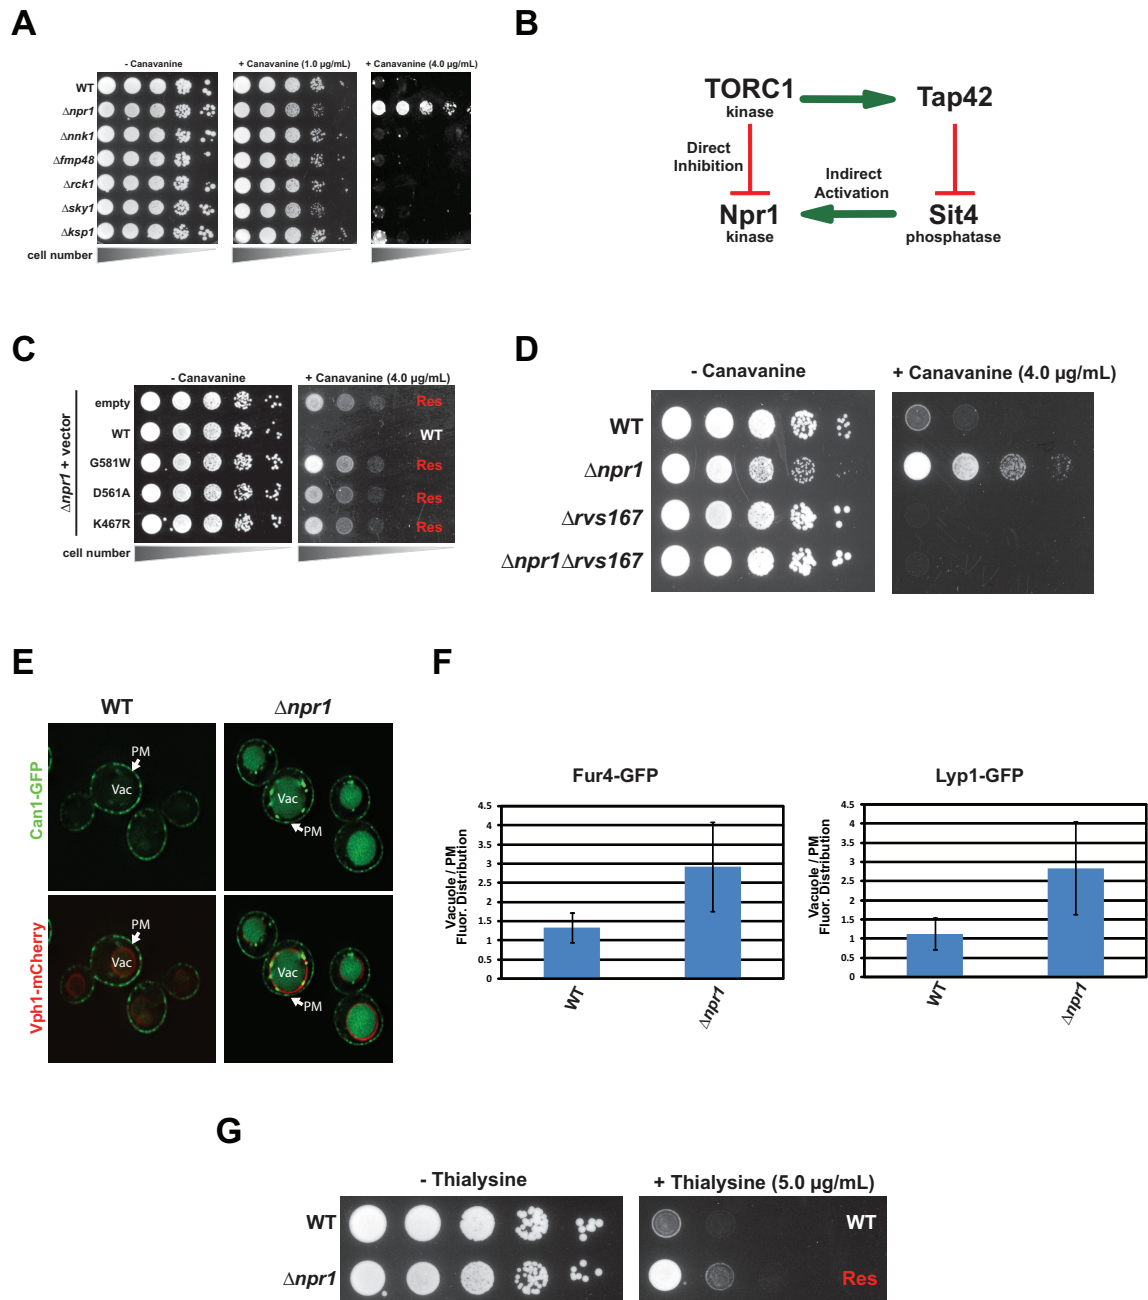 A
- Canavanine
+ Canavanine (1.0 µg/mL)
+ Canavanine (4.0 µg/mL)
WT
Δnpr1
Δnnk1
Δfmp48
Δrck1
Δsky1
Δksp1
cell number
B
TORC1
kinase
Tap42
Direct
Inhibition
Indirect
Activation
Npr1
kinase
Sit4
phosphatase
C
- Canavanine
+ Canavanine (4.0 µg/mL)
Δnpr1 + vector
empty
Res
WT
WT
G581W
Res
D561A
Res
K467R
Res
cell number
D
- Canavanine
+ Canavanine (4.0 µg/mL)
WT
Δnpr1
Δrvs167
Δnpr1Δrvs167
E
WT
Δnpr1
Can1-GFP
PM
Vac
Vac
PM
Vph1-mCherry
PM
Vac
Vac
PM
F
Fur4-GFP
Vacuole / PM
Fluor. Distribution
4.5
4
3.5
3
2.5
2
1.5
1
0.5
0
WT
Δnpr1
Lyp1-GFP
Vacuole / PM
Fluor. Distribution
4.5
4
3.5
3
2.5
2
1.5
1
0.5
0
WT
Δnpr1
G
- Thialysine
+ Thialysine (5.0 µg/mL)
WT
WT
Δnpr1
Res